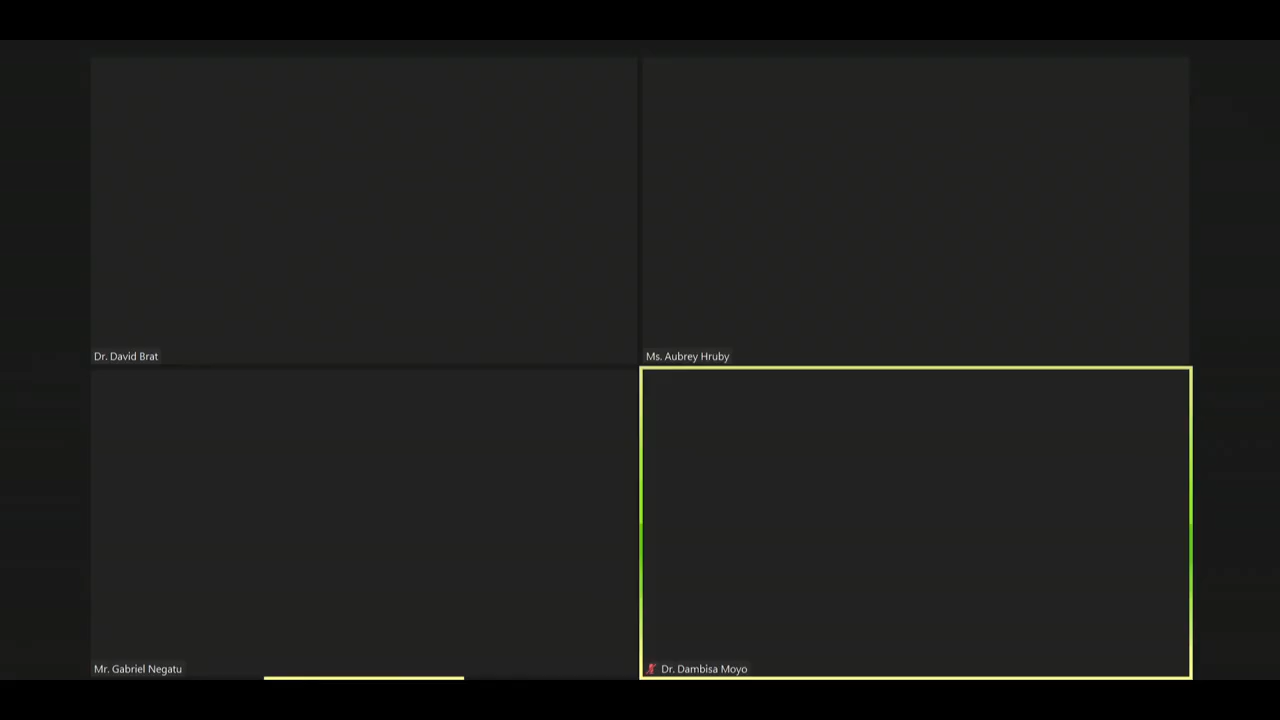 Dr. David Brat
Ms. Aubrey Hruby
Mr. Gabriel Negatu
Dr. Dambisa Moyo